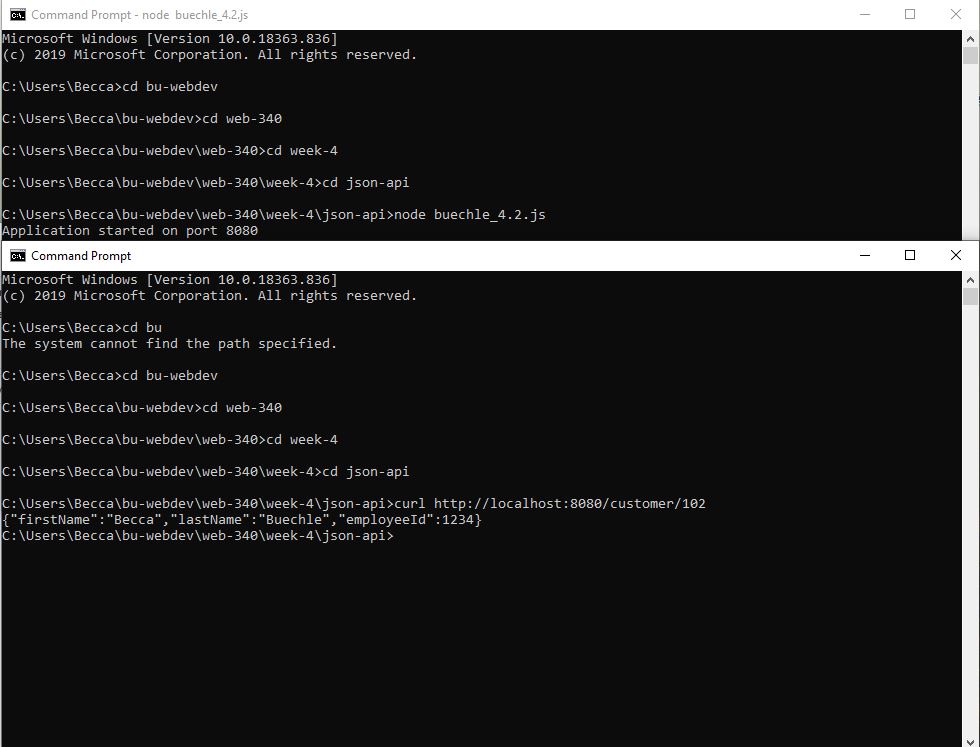 Command Prompt - node  buechle_4.2.js
Microsoft Windows [Version 10.0.18363.836]
(c) 2019 Microsoft Corporation. All rights reserved.
C:\Users\Becca>cd bu-webdev
C:\Users\Becca\bu-webdev>cd web-340
C:\Users\Becca\bu-webdev\web-340>cd week-4
C:\Users\Becca\bu-webdev\web-340\week-4>cd json-api
C:\Users\Becca\bu-webdev\web-340\week-4\json-api>node buechle_4.2.js
Application started on port 8080
Command Prompt
Microsoft Windows [Version 10.0.18363.836]
(c) 2019 Microsoft Corporation. All rights reserved.
C:\Users\Becca>cd bu
The system cannot find the path specified.
C:\Users\Becca>cd bu-webdev
C:\Users\Becca\bu-webdev>cd web-340
C:\Users\Becca\bu-webdev\web-340>cd week-4
C:\Users\Becca\bu-webdev\web-340\week-4>cd json-api
C:\Users\Becca\bu-webdev\web-340\week-4\json-api>curl http://localhost:8080/customer/102
{"firstName":"Becca","lastName":"Buechle","employeeId":1234}
C:\Users\Becca\bu-webdev\web-340\week-4\json-api>